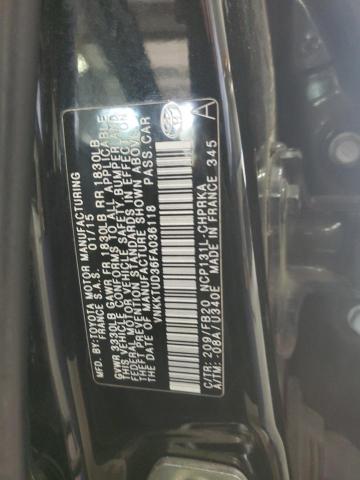 MFD. BY:TOYOTA MOTOR MANUFACTURING
FRANCE S.A.S. 01/15
GVWR 3330LB GAWR FR 1830LB RR 1830LB
THIS VEHICLE CONFORMS TO ALL APPLICABLE
FEDERAL MOTOR VEHICLE SAFETY, BUMPER, AND
THEFT PREVENTION STANDARDS IN EFFECT ON
THE DATE OF MANUFACTURE SHOWN ABOVE.
VNKKTUD36FA036118 PASS.CAR
C/TR: 209/FB20 NCP131L-CHPRKA
A/TM: -08A/U340E MADE IN FRANCE 345
A